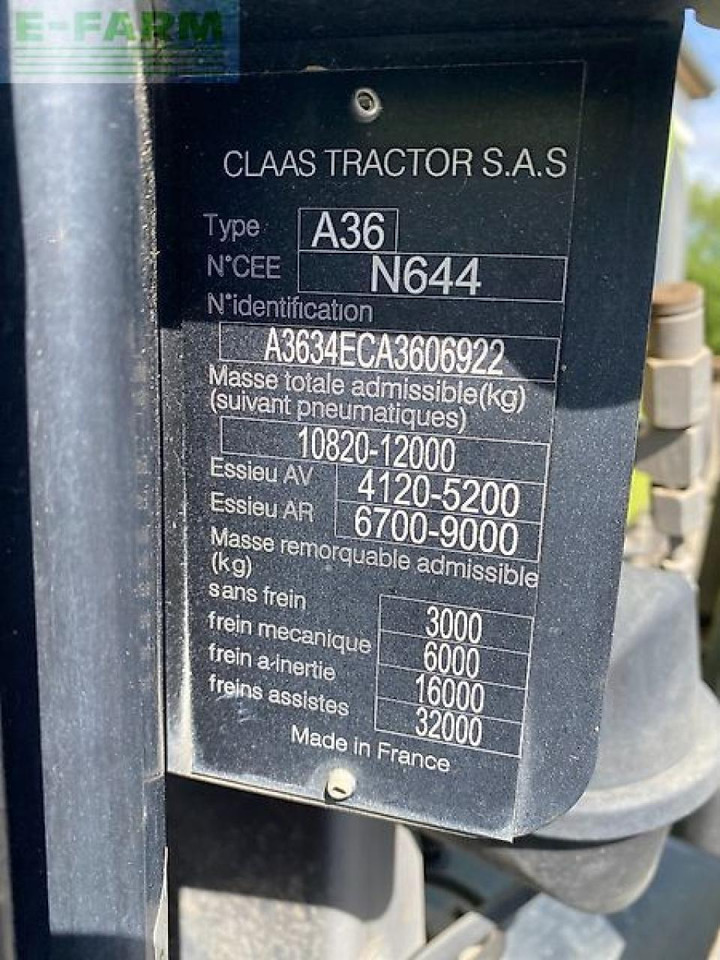 E-FARM
CLAAS TRACTOR S.A.S
Type A36
N°CEE N644
N°identification
A3634ECA3606922
Masse totale admissible(kg)
(suivant pneumatiques)
10820-12000
Essieu AV 4120-5200
Essieu AR 6700-9000
Masse remorquable admissible
(kg)
sans frein 3000
frein mecanique 6000
frein a-inertie 16000
freins assistes 32000
Made in France